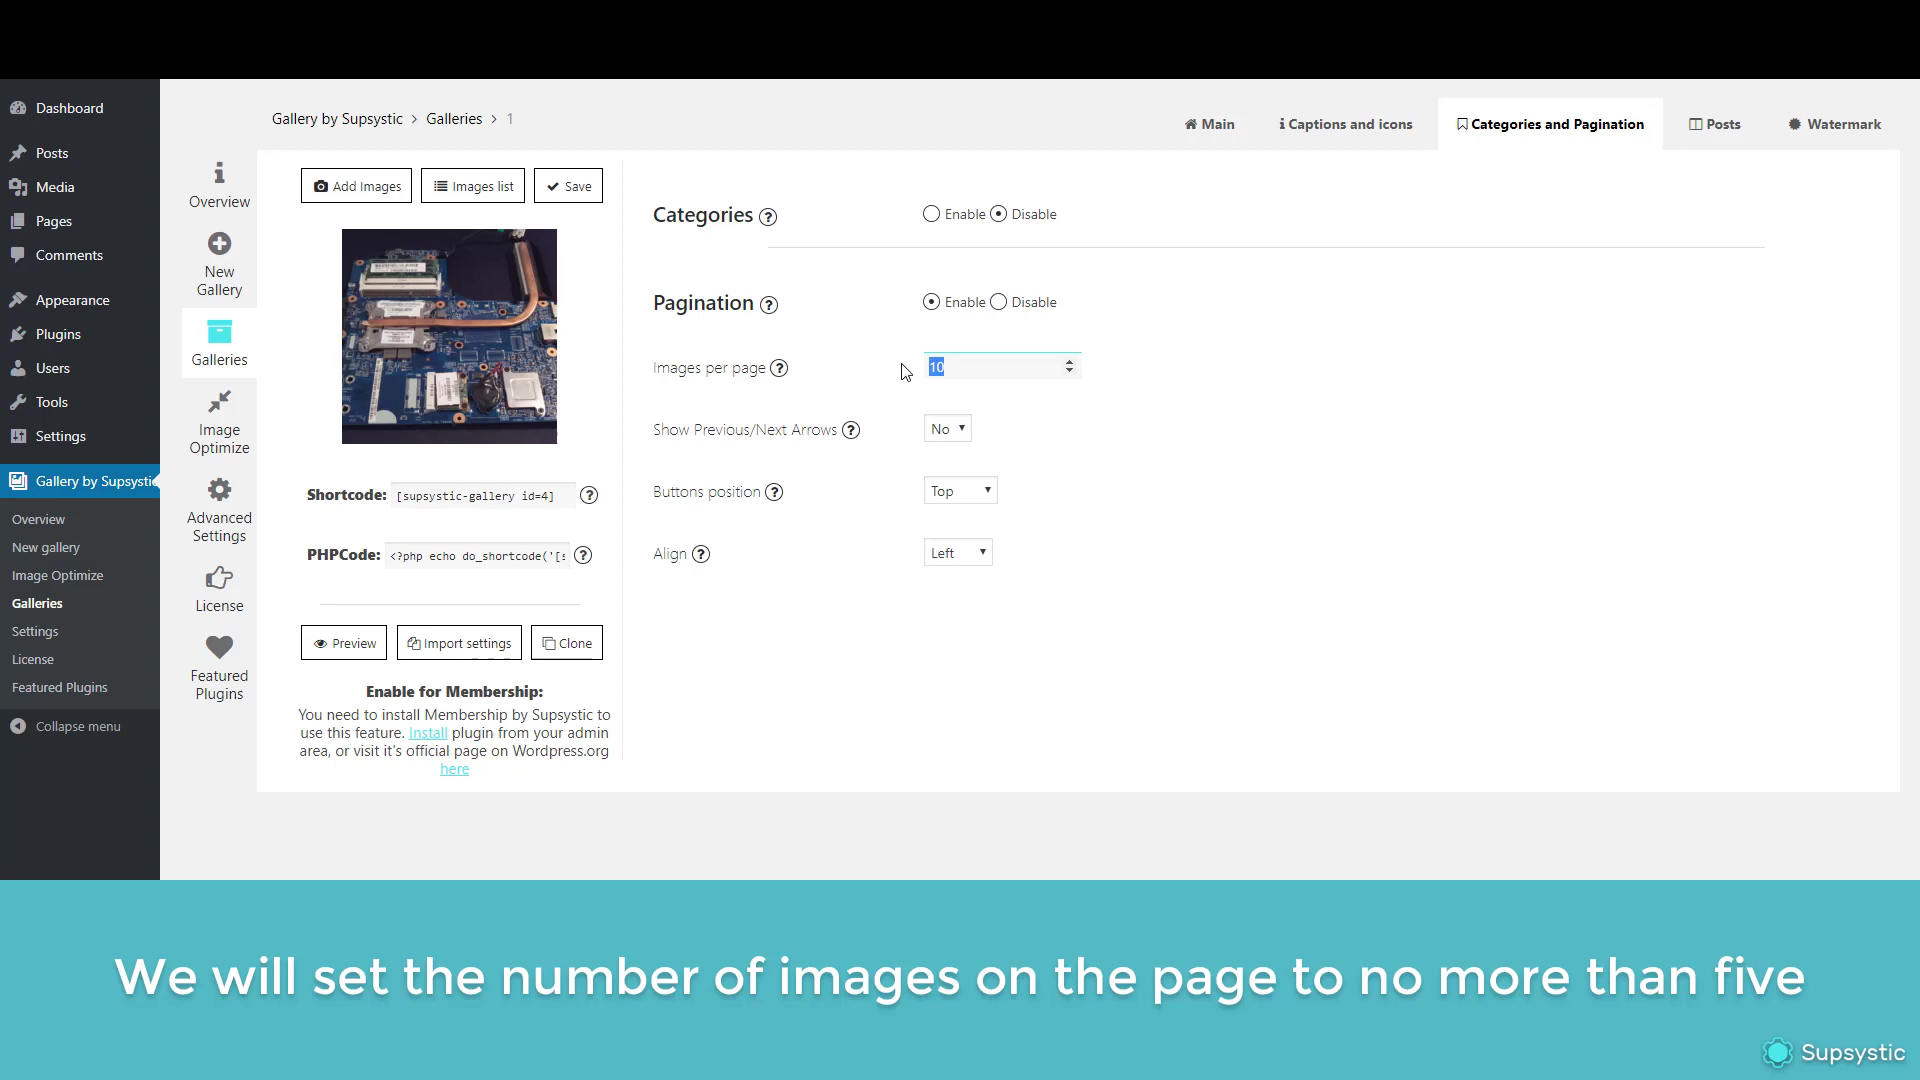 Dashboard
Posts
Media
Pages
Comments
Appearance
Plugins
Users
Tools
Settings
Gallery by Supsystic
Overview
New gallery
Image Optimize
Galleries
Settings
License
Featured Plugins
Collapse menu
Overview
New
Gallery
Galleries
Image
Optimize
Advanced
Settings
License
Featured
Plugins
Gallery by Supsystic > Galleries > 1
Main
Captions and icons
Categories and Pagination
Posts
Watermark
Add Images
Images list
Save
Shortcode: [supsystic-gallery id=4] ?
PHPCode: <?php echo do_shortcode('[s ?
Preview
Import settings
Clone
Enable for Membership:
You need to install Membership by Supsystic to
use this feature. Install plugin from your admin
area, or visit it's official page on Wordpress.org
here
Categories ? Enable Disable
Pagination ? Enable Disable
Images per page ? 10
Show Previous/Next Arrows ? No
Buttons position ? Top
Align ? Left
We will set the number of images on the page to no more than five
Supsystic